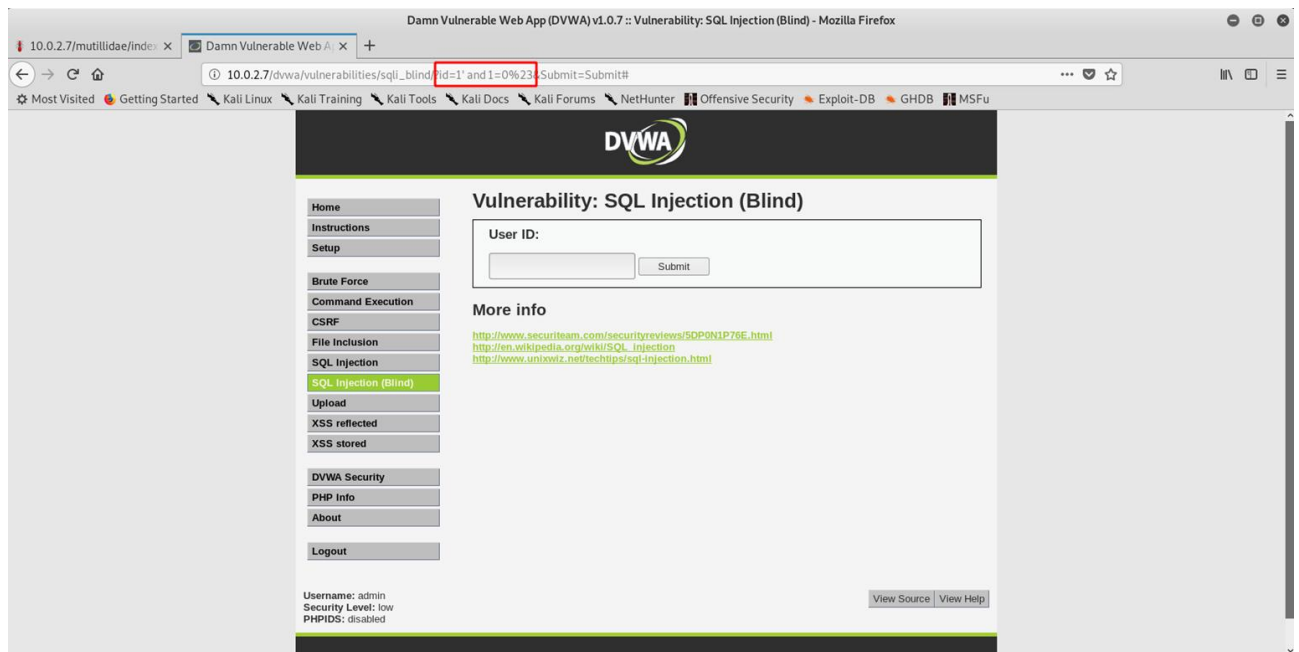 Damn Vulnerable Web App (DVWA) v1.0.7 :: Vulnerability: SQL Injection (Blind) - Mozilla Firefox
10.0.2.7/mutillidae/index
Damn Vulnerable Web A
10.0.2.7/dvwa/vulnerabilities/sqli_blind/?id=1' and 1=0%23&Submit=Submit#
Most Visited Getting Started Kali Linux Kali Training Kali Tools Kali Docs Kali Forums NetHunter Offensive Security Exploit-DB GHDB MSFu
DVWA
Home
Instructions
Setup
Brute Force
Command Execution
CSRF
File Inclusion
SQL Injection
SQL Injection (Blind)
Upload
XSS reflected
XSS stored
DVWA Security
PHP Info
About
Logout
Vulnerability: SQL Injection (Blind)
User ID:
Submit
More info
http://www.securiteam.com/securityreviews/5DP0N1P76E.html
http://en.wikipedia.org/wiki/SQL_injection
http://www.unixwiz.net/techtips/sql-injection.html
Username: admin
Security Level: low
PHPIDS: disabled
View Source View Help